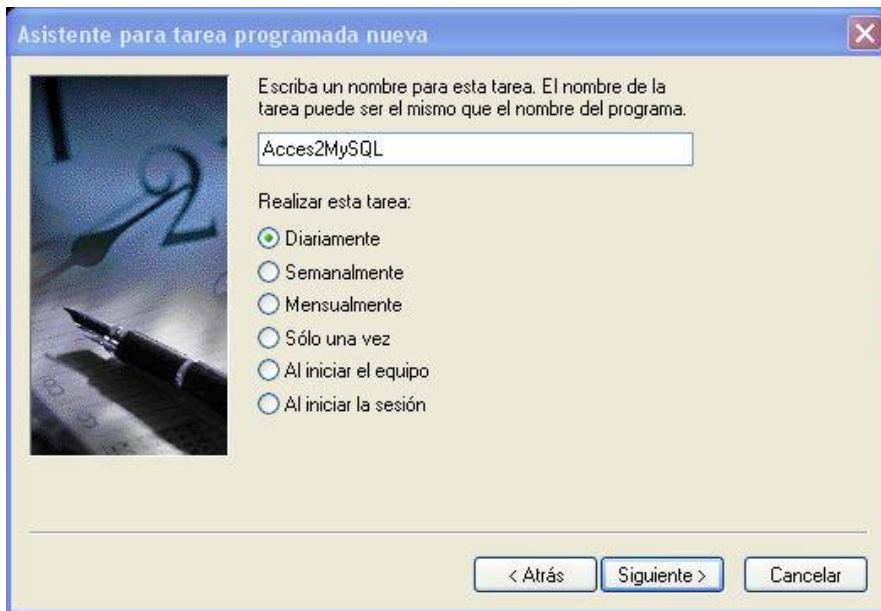 Asistente para tarea programada nueva
Escriba un nombre para esta tarea. El nombre de la
tarea puede ser el mismo que el nombre del programa.
Acces2MySQL
Realizar esta tarea:
Diariamente
Semanalmente
Mensualmente
Sólo una vez
Al iniciar el equipo
Al iniciar la sesión
< Atrás
Siguiente >
Cancelar